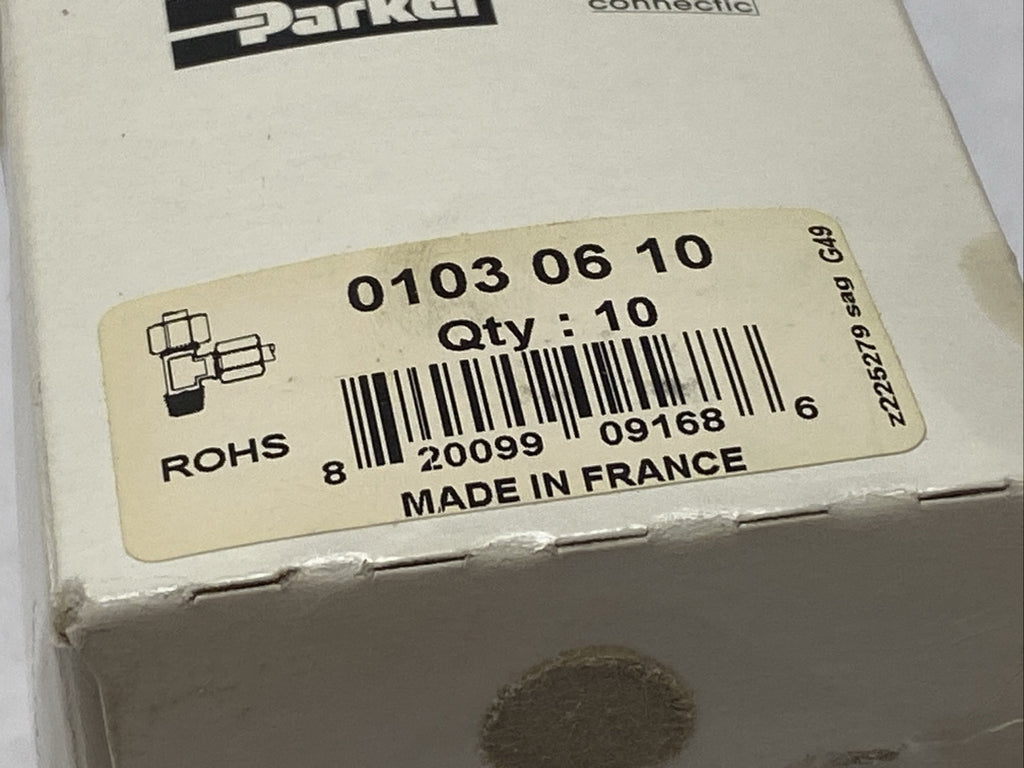 Parker
connectic
0103 06 10
Qty : 10
8 20099 09168 6
ROHS
MADE IN FRANCE
z225279 sag G49